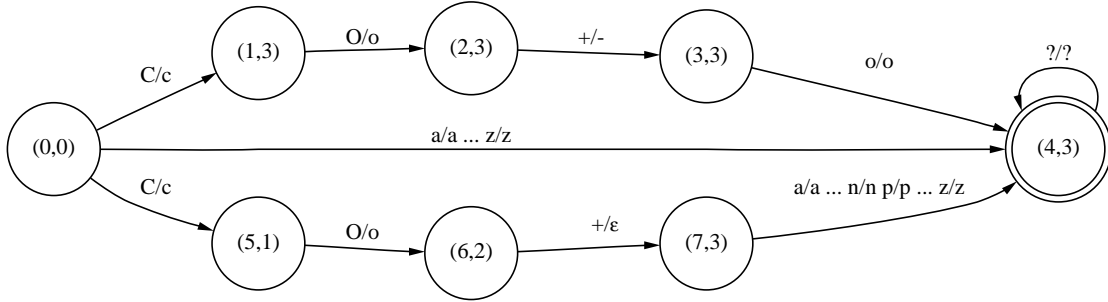 C/c
(1,3)
O/o
(2,3)
+/-
(3,3)
o/o
?/?
(0,0)
a/a ... z/z
(4,3)
C/c
(5,1)
O/o
(6,2)
+/ε
(7,3)
a/a ... n/n p/p ... z/z